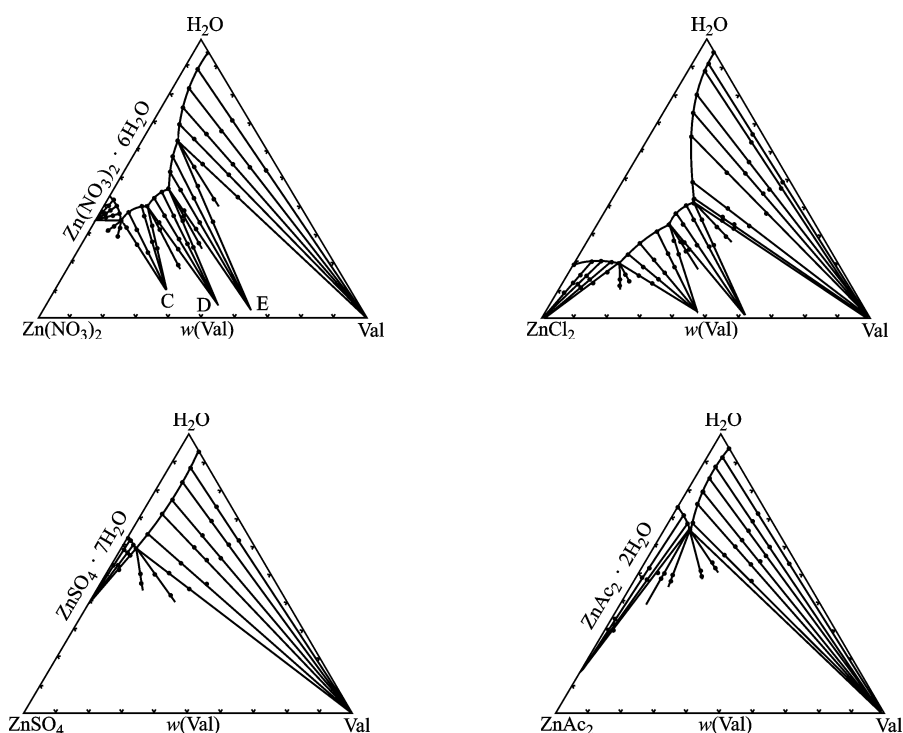 H₂O
Zn(NO₃)₂ · 6H₂O
C
D
E
Zn(NO₃)₂
w(Val)
Val
H₂O
ZnCl₂
w(Val)
Val
H₂O
ZnSO₄ · 7H₂O
ZnSO₄
w(Val)
Val
H₂O
ZnAc₂ · 2H₂O
ZnAc₂
w(Val)
Val